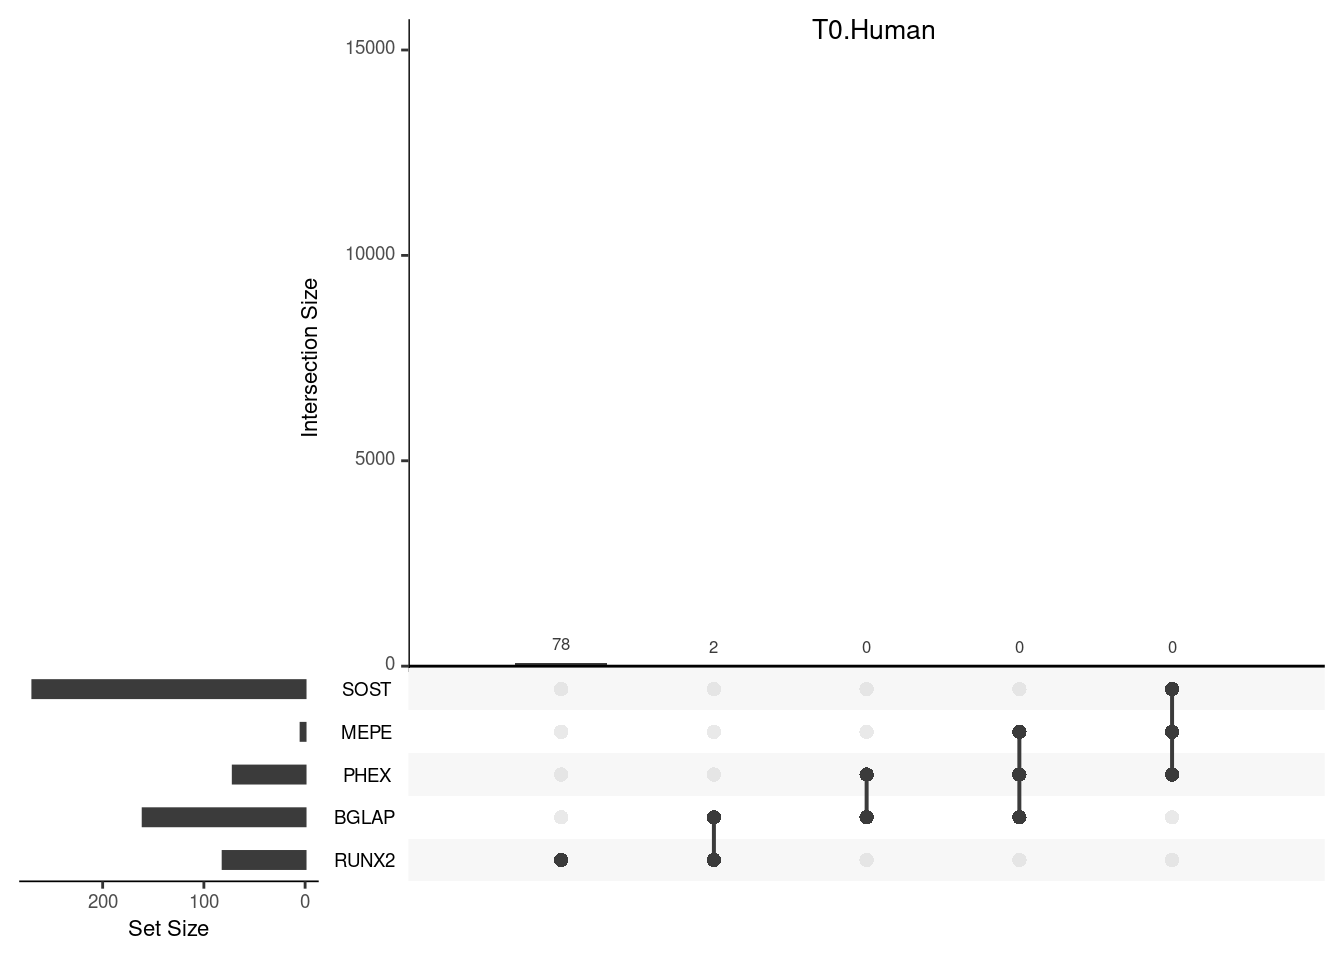 T0.Human
15000
10000
5000
0
Intersection Size
78
2
0
0
0
SOST
MEPE
PHEX
BGLAP
RUNX2
200
100
0
Set Size